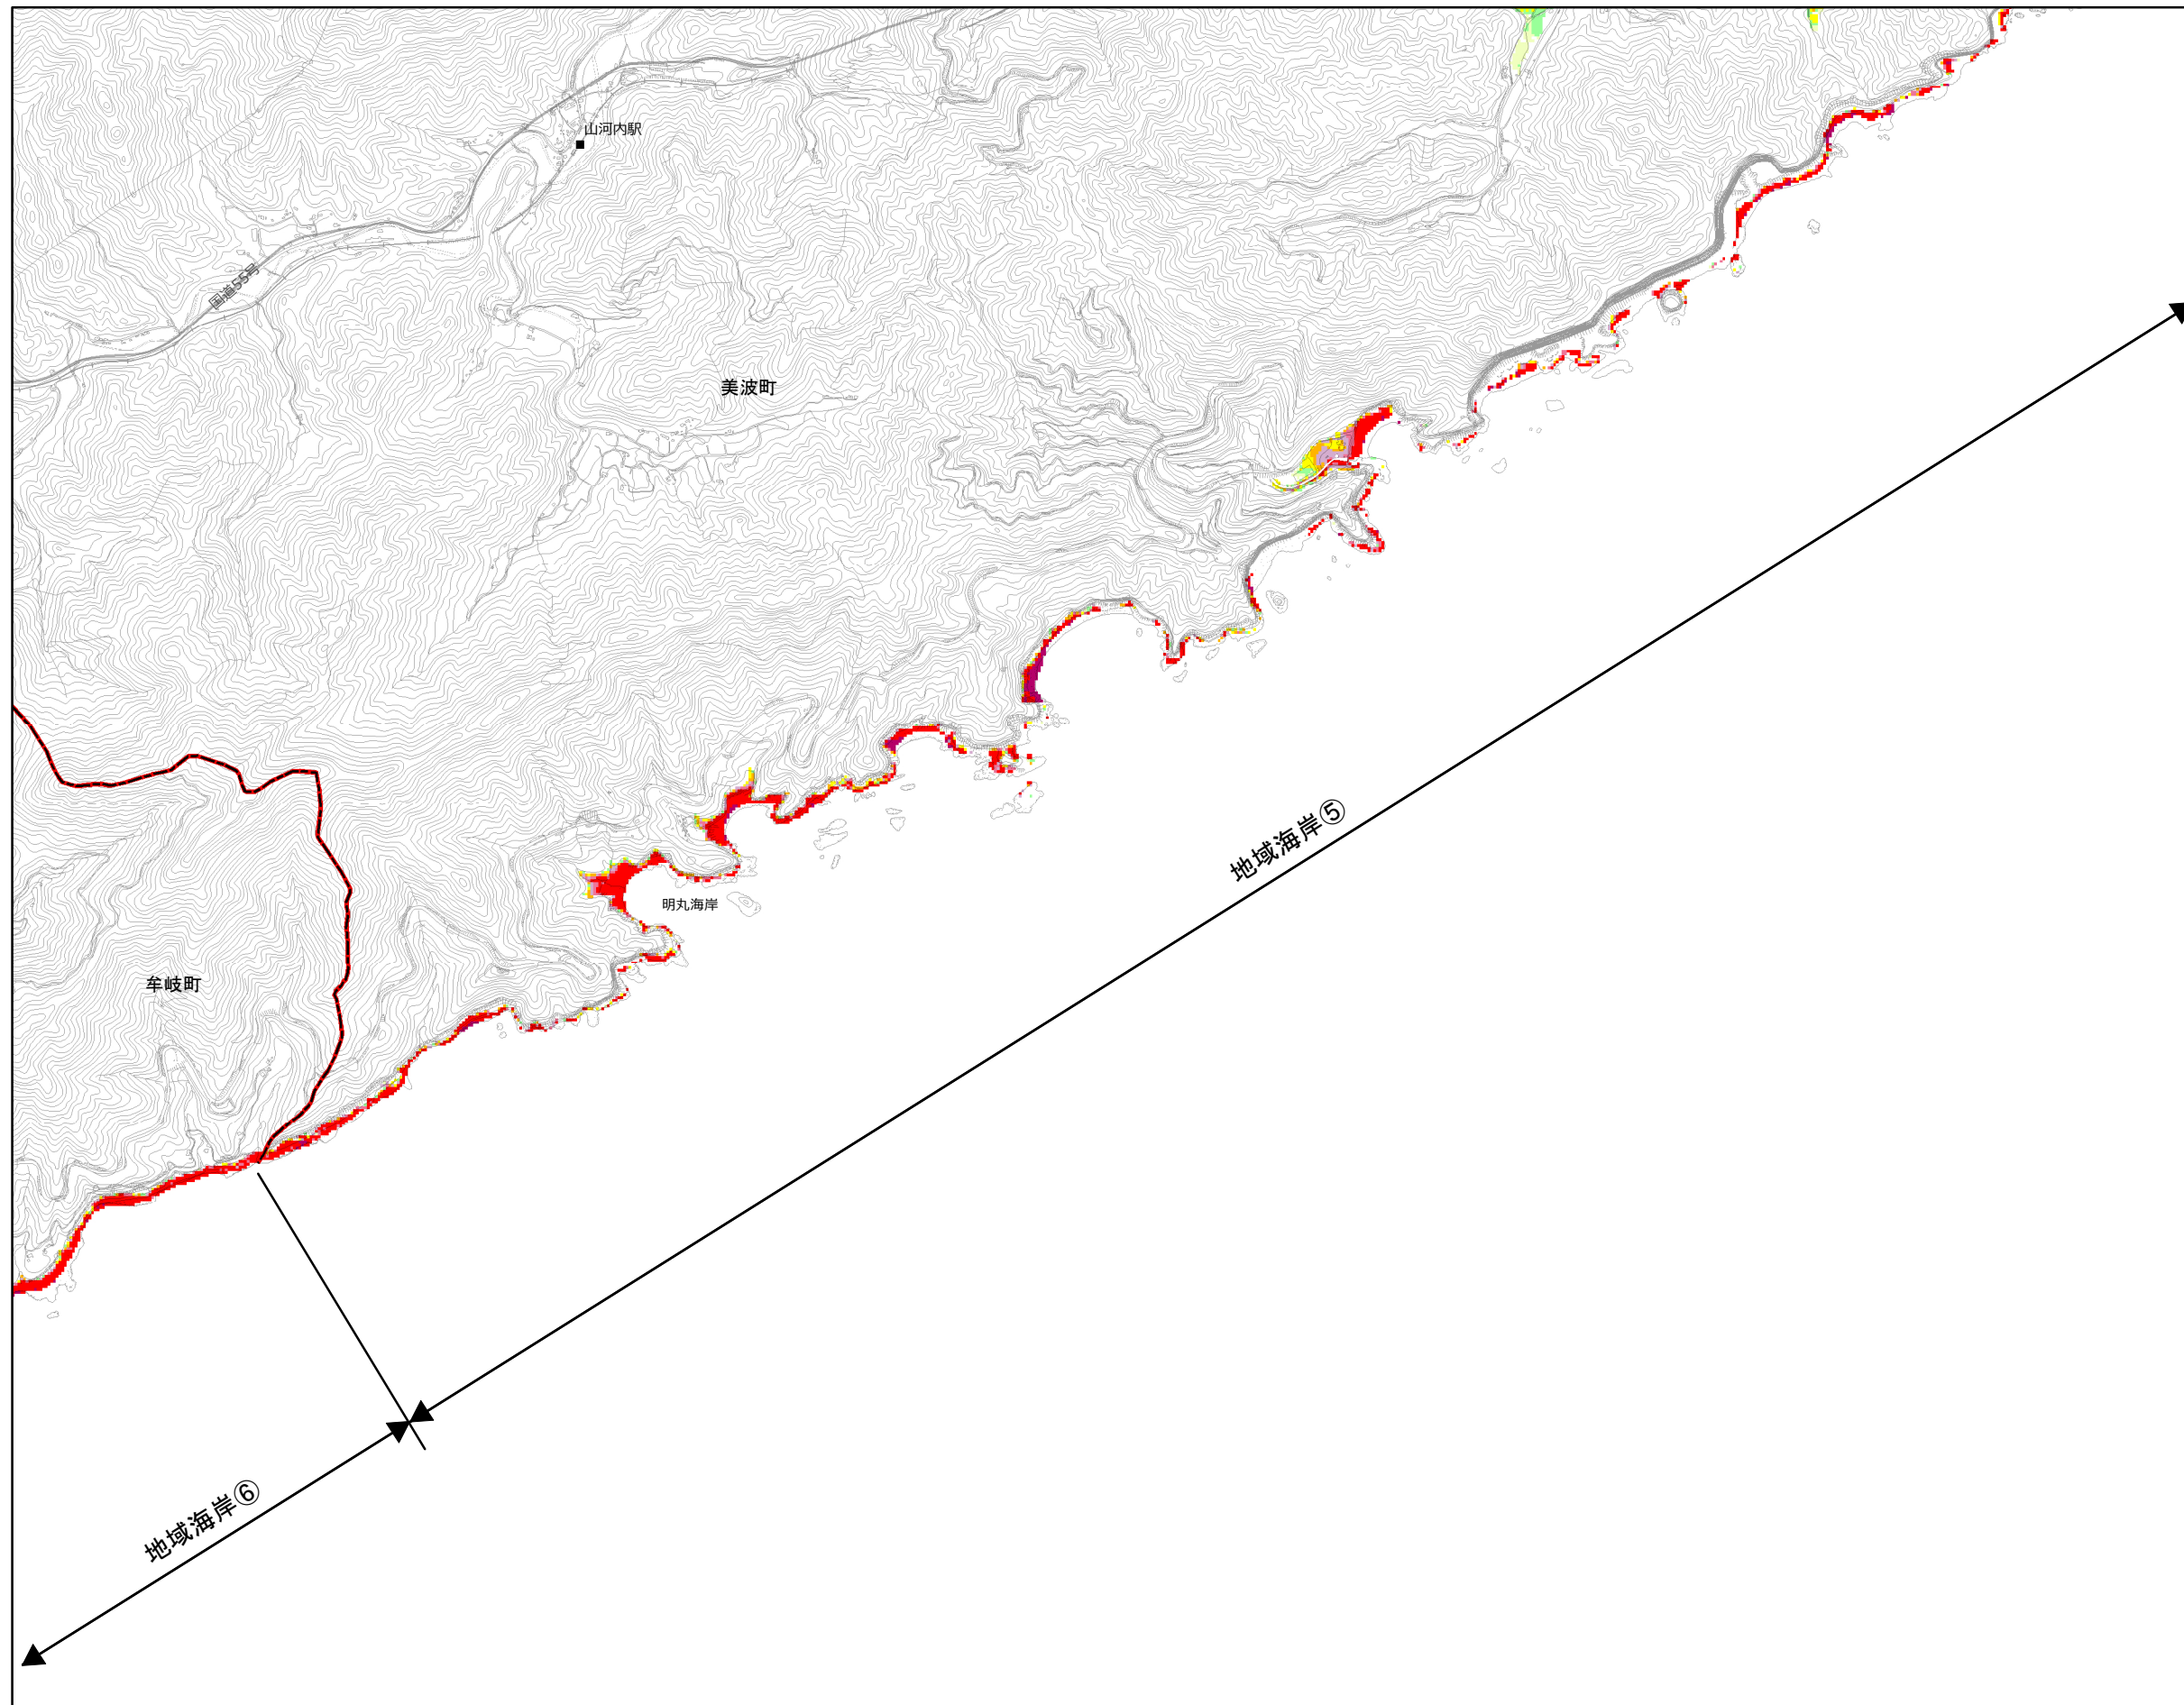 山河内駅
国道55号
美波町
地域海岸⑤
明丸海岸
牟岐町
地域海岸⑥